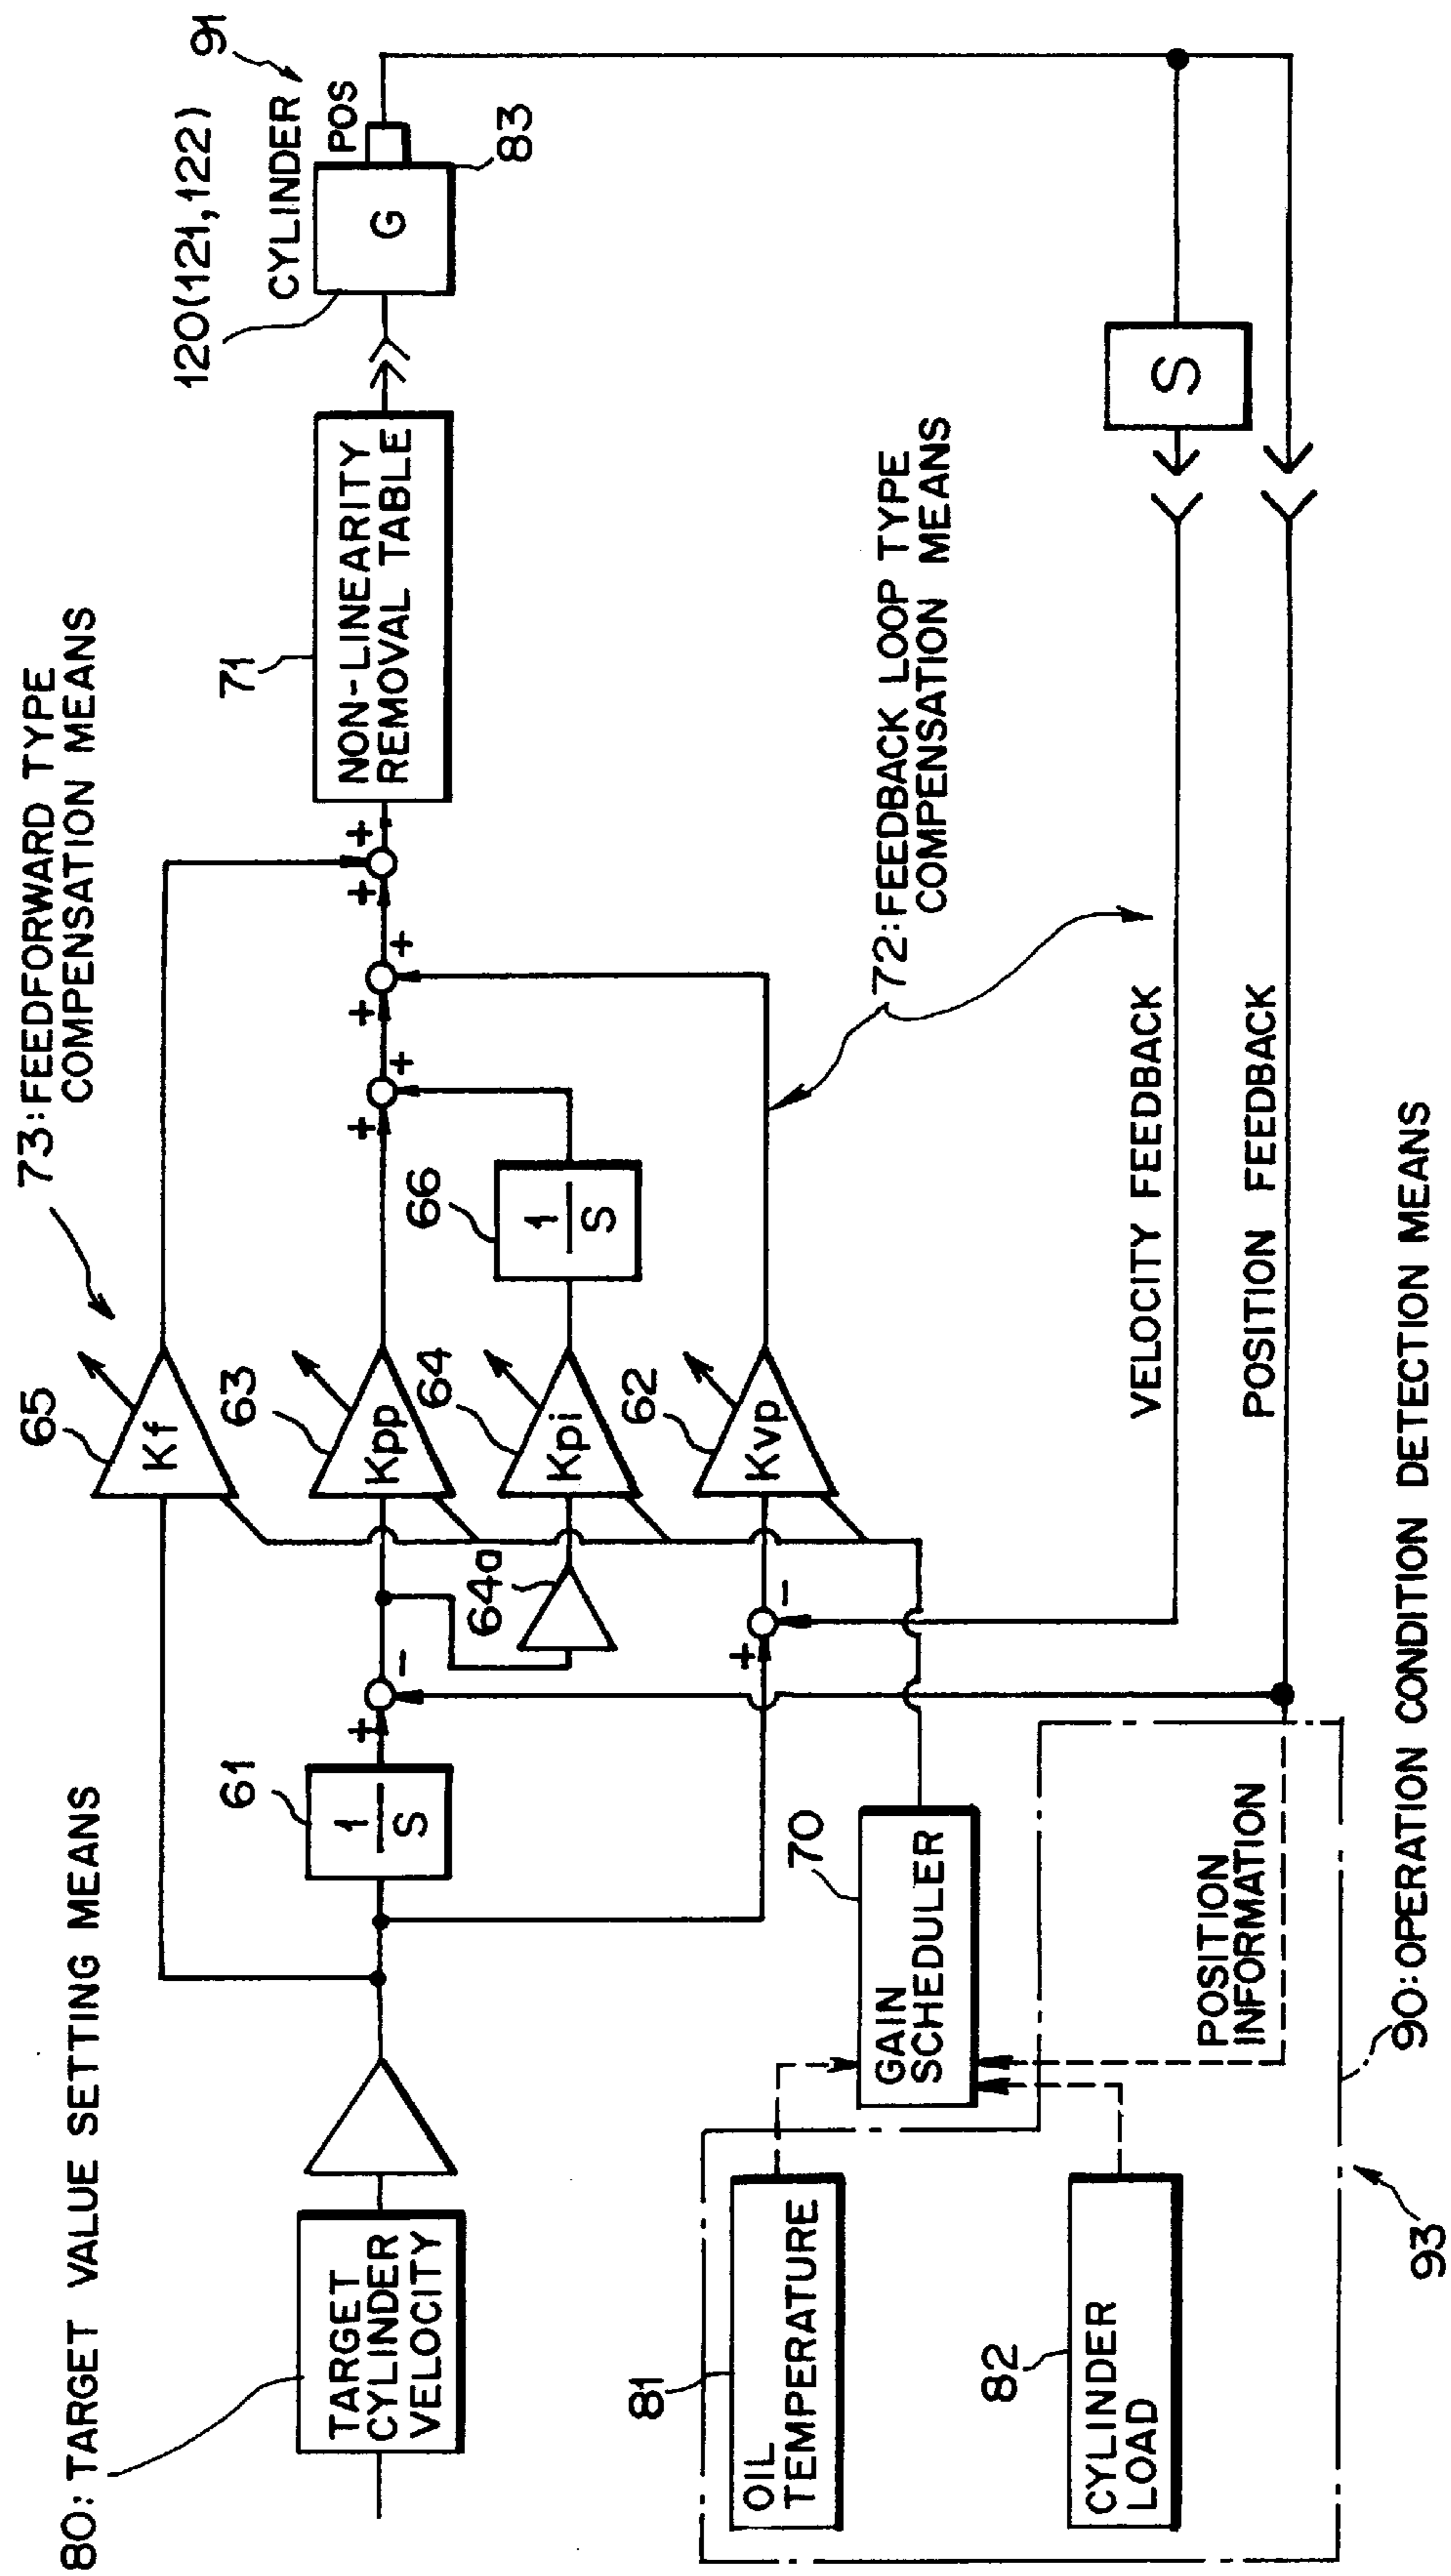 80: TARGET VALUE SETTING MEANS
TARGET
CYLINDER
VELOCITY
73: FEEDFORWARD TYPE
COMPENSATION MEANS
65
Kf
61
1
S
+
-
63
Kpp
64
Kpi
64a
66
1
S
62
Kvp
+
-
+
+
+
+
+
+
71
NON-LINEARITY
REMOVAL TABLE
120(121,122)
CYLINDER
91
POS
G
83
72: FEEDBACK LOOP TYPE
COMPENSATION MEANS
S
VELOCITY FEEDBACK
POSITION FEEDBACK
70
GAIN
SCHEDULER
POSITION
INFORMATION
81
OIL
TEMPERATURE
82
CYLINDER
LOAD
93
90: OPERATION CONDITION DETECTION MEANS